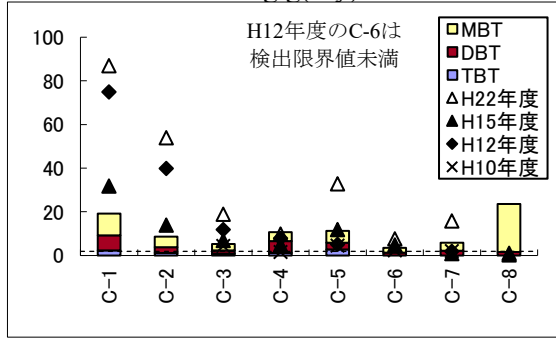 H12年度のC-6は
検出限界値未満
MBT
DBT
TBT
H22年度
H15年度
H12年度
H10年度
100
80
60
40
20
0
C-1
C-2
C-3
C-4
C-5
C-6
C-7
C-8